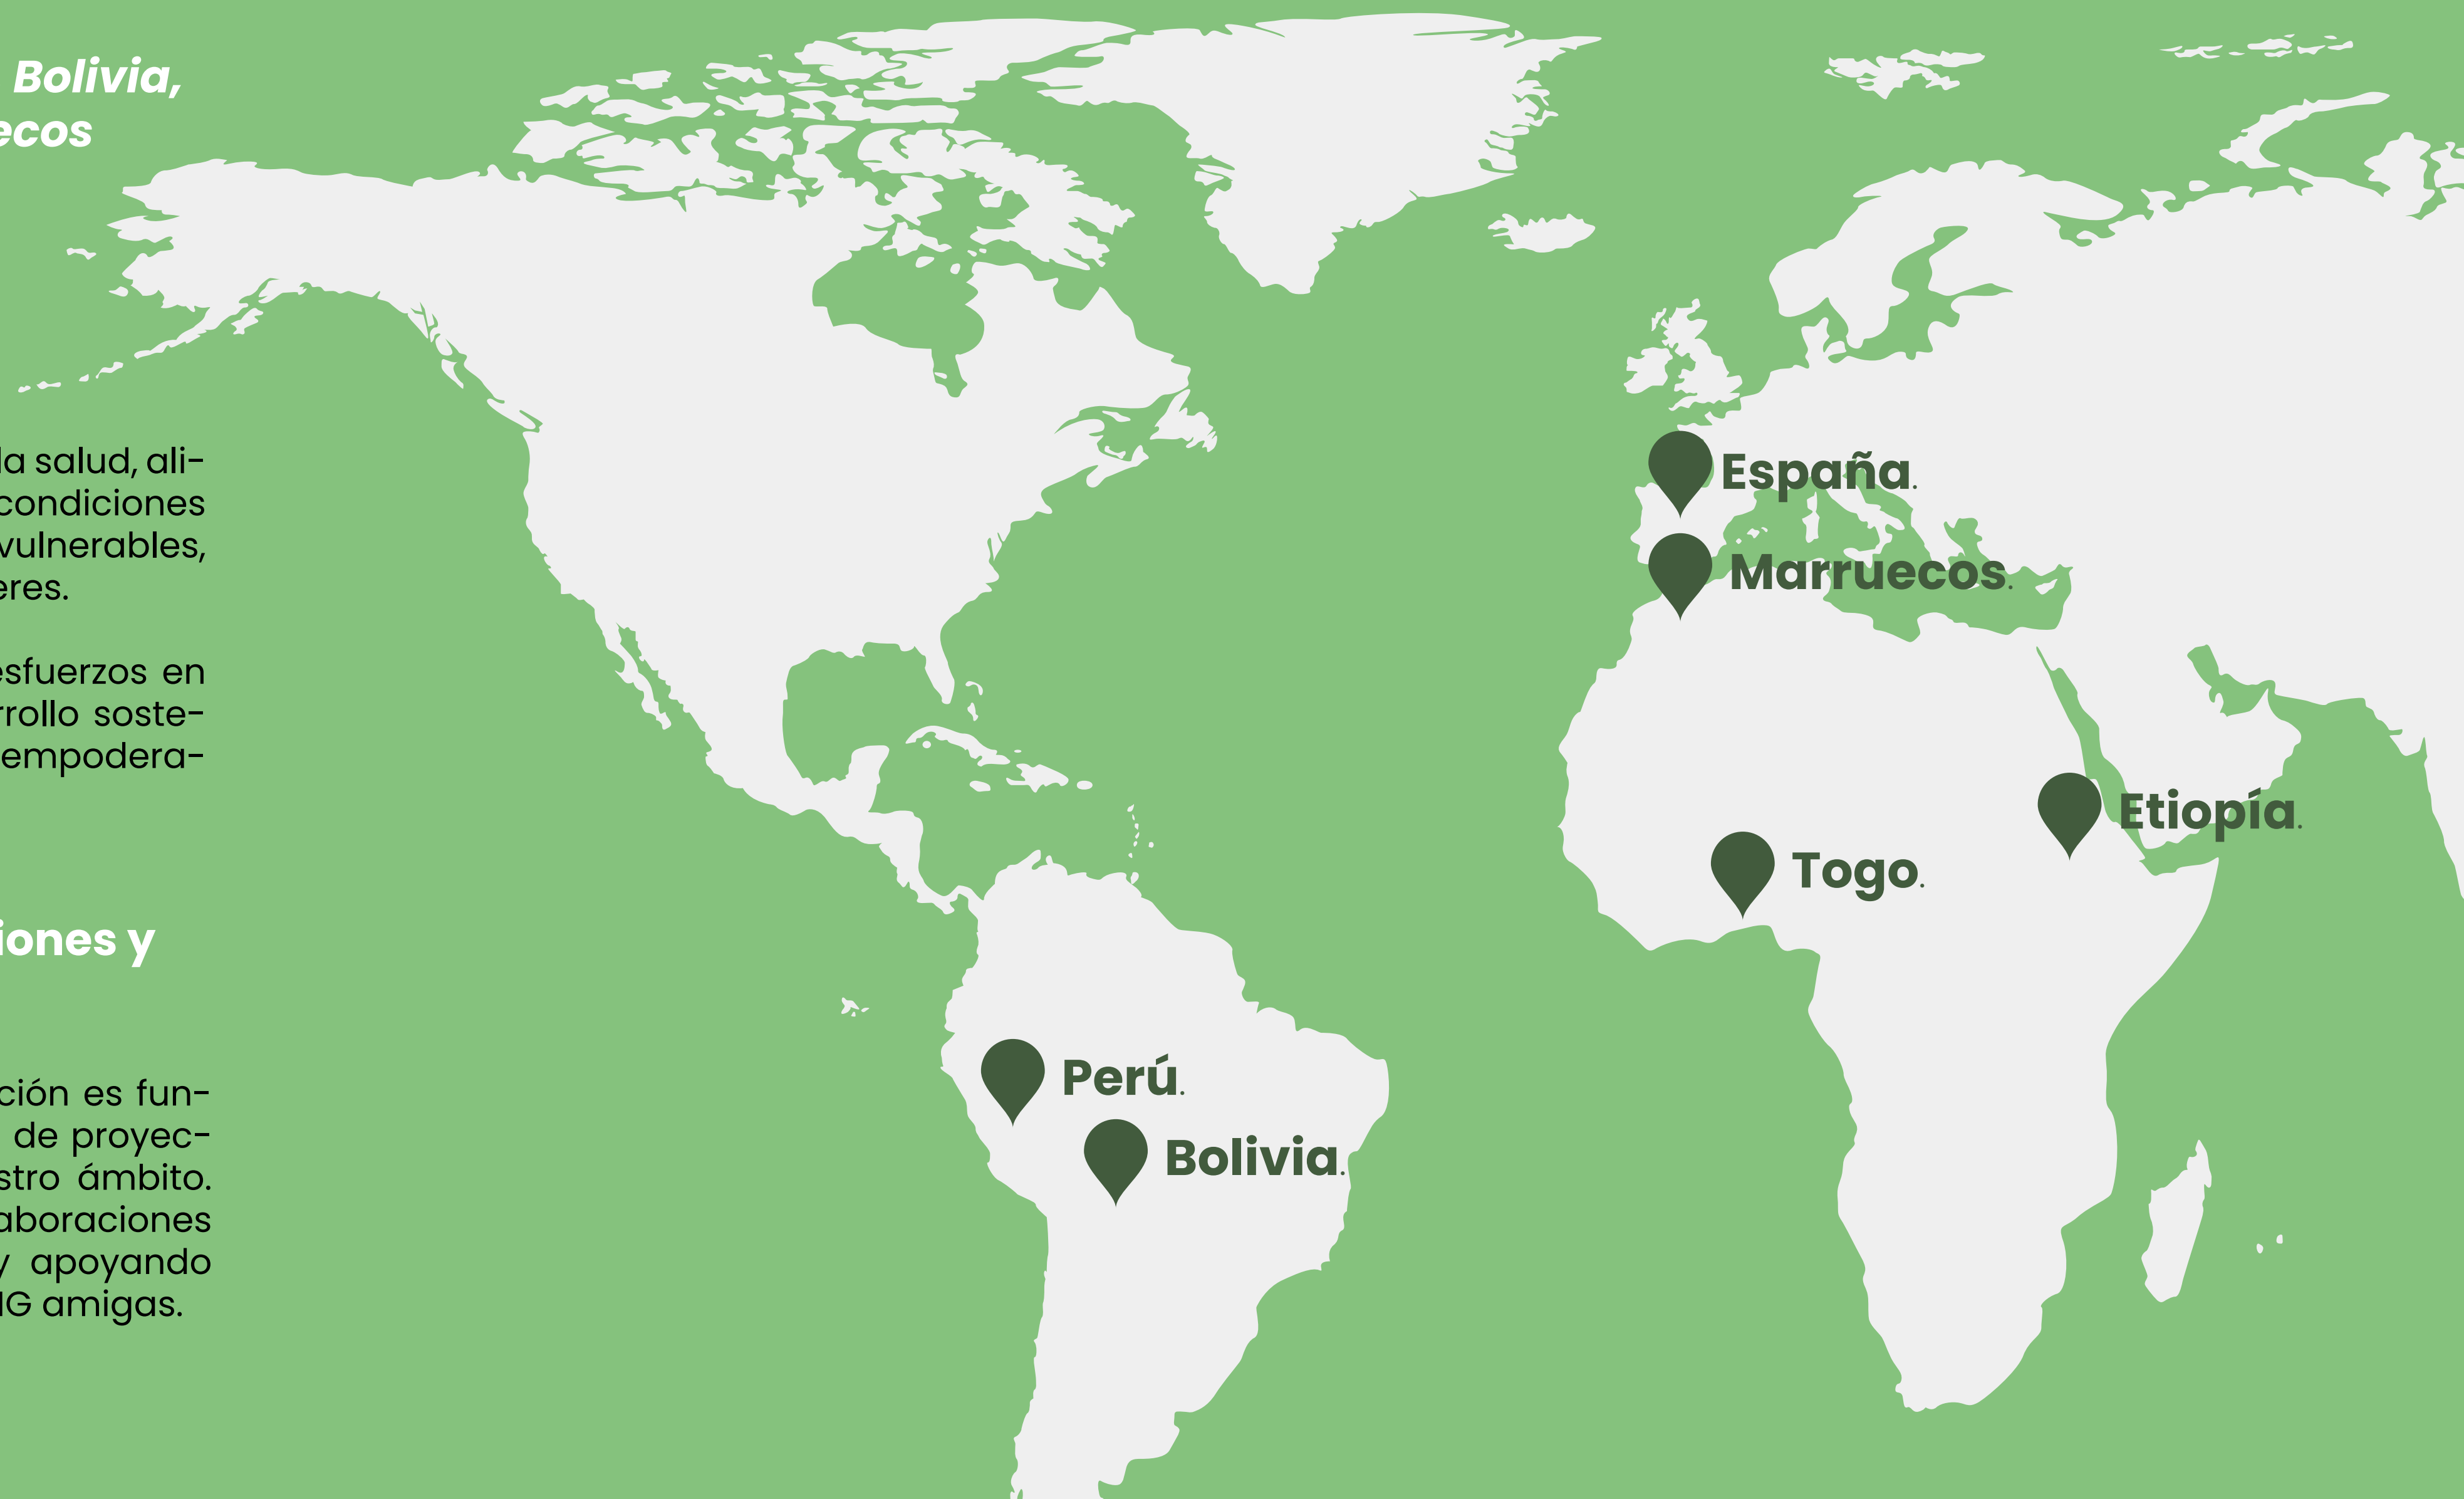 Bolivia,
ecos
la salud, ali-
condiciones
vulnerables,
eres.
esfuerzos en
rrollo soste-
empodera-
iones y
ción es fun-
de proyec-
stro ámbito.
aboraciones
y apoyando
NG amigas.
España.
Marruecos.
Etiopía.
Togo.
Perú.
Bolivia.